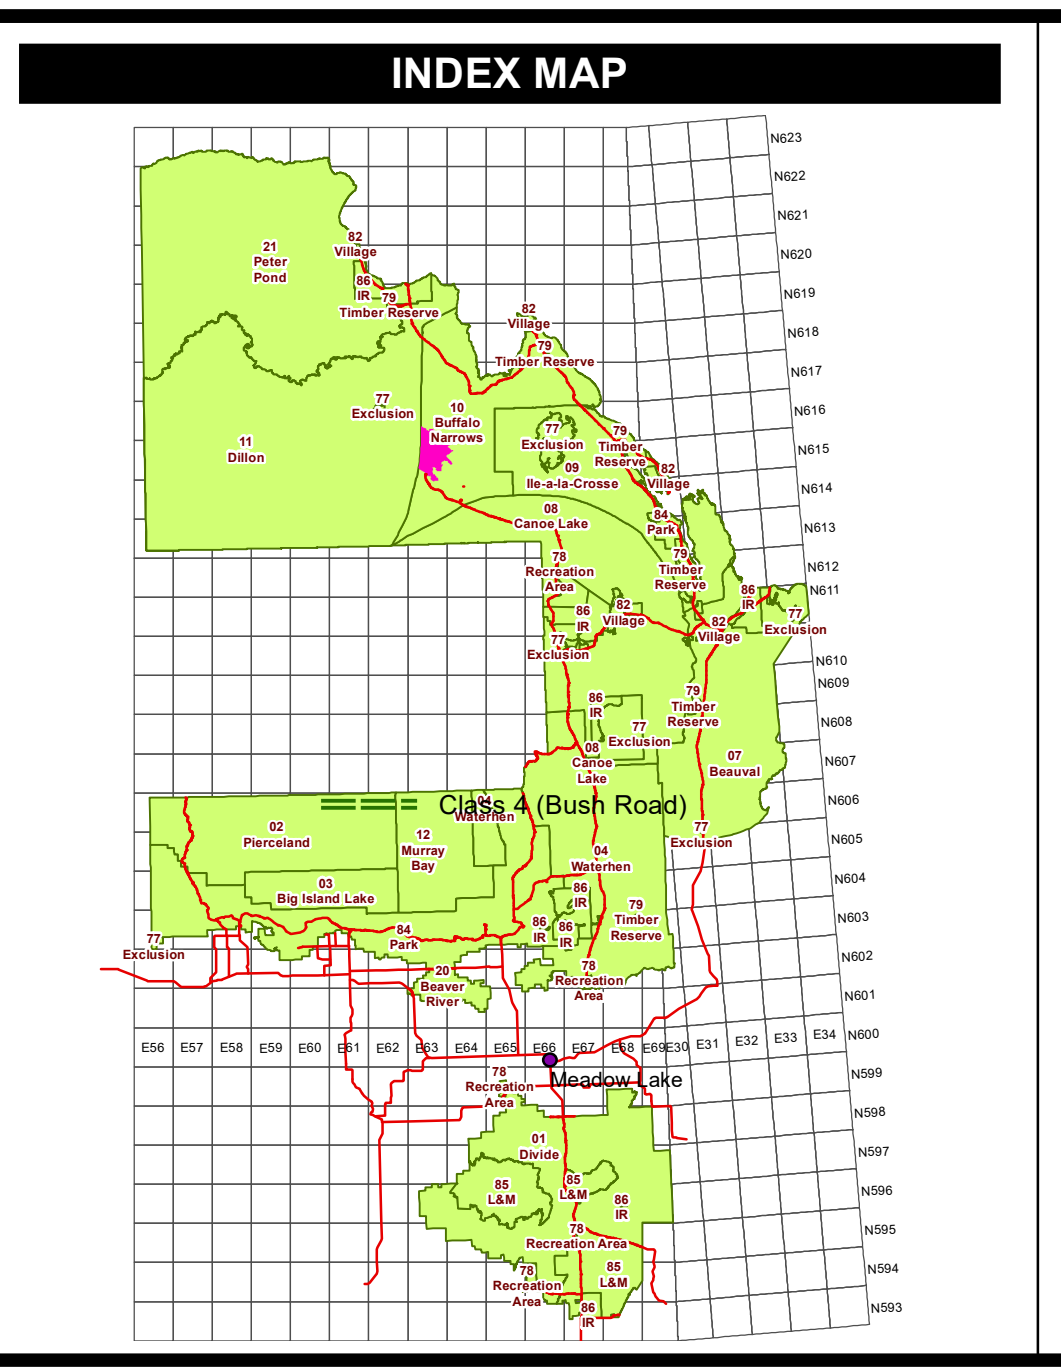 INDEX MAP
N623
N622
N621
N620
N619
N618
N617
N616
N615
N614
N613
N612
N611
N610
N609
N608
N607
N606
N605
N604
N603
N602
N601
N600
N599
N598
N597
N596
N595
N594
N593
21
Peter
Pond
82
Village
86
IR
79
Timber Reserve
82
Village
79
Timber Reserve
77
Exclusion
10
Buffalo
Narrows
11
Dillon
77
Exclusion
09
Ile-a-la-Crosse
79
Timber
Reserve
82
Village
08
Canoe Lake
84
Park
78
Recreation
Area
79
Timber
Reserve
86
IR
82
Village
86
IR
77
Exclusion
82
Village
77
Exclusion
86
IR
79
Timber
Reserve
77
Exclusion
08
Canoe
Lake
07
Beauval
04
Waterhen
Class 4 (Bush Road)
02
Pierceland
12
Murray
Bay
77
Exclusion
04
Waterhen
03
Big Island Lake
86
IR
79
Timber
Reserve
84
Park
86
IR
86
IR
77
Exclusion
20
Beaver
River
78
Recreation
Area
E56
E57
E58
E59
E60
E61
E62
E63
E64
E65
E66
E67
E68
E69
E30
E31
E32
E33
E34
Meadow Lake
78
Recreation
Area
01
Divide
85
L&M
85
L&M
86
IR
78
Recreation Area
78
Recreation
Area
85
L&M
86
IR